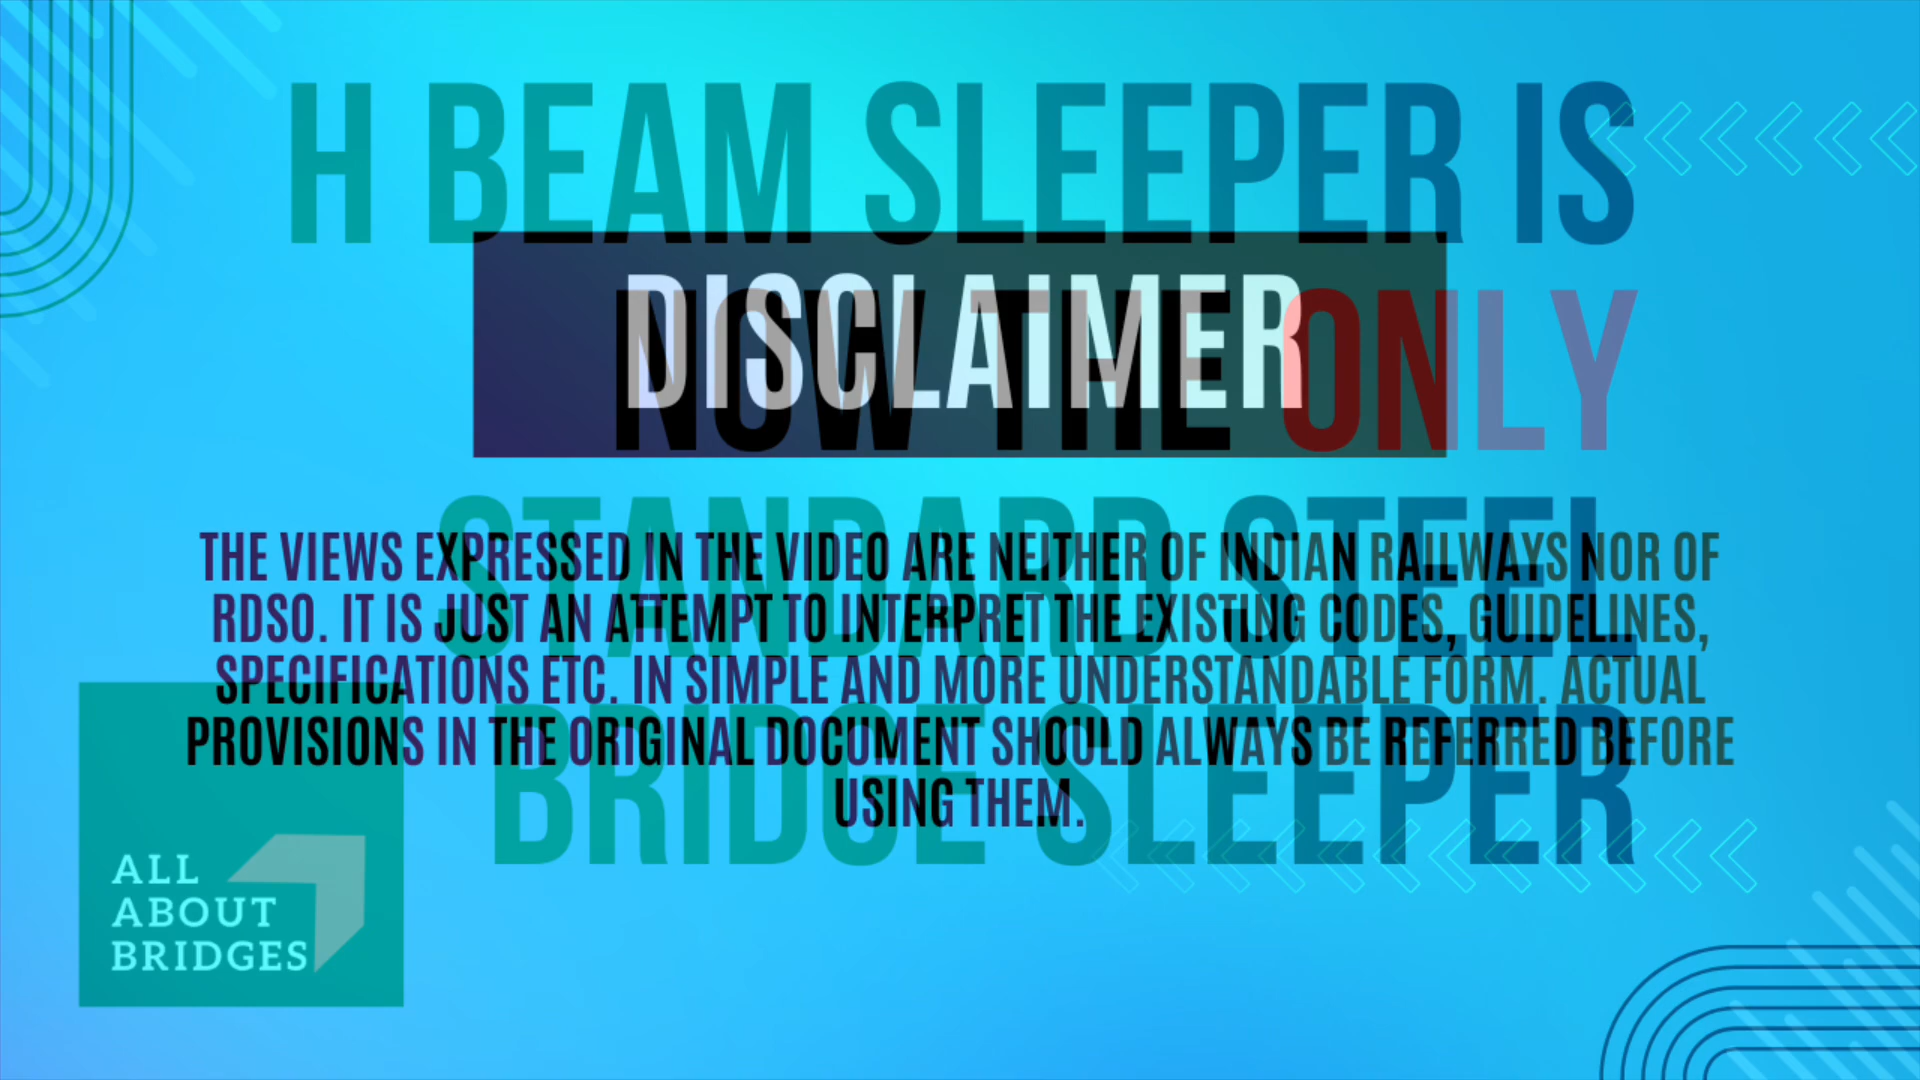 H BEAM SLEEPER IS
NOW THE ONLY
STANDARD STEEL
BRIDGE SLEEPER
DISCLAIMER
THE VIEWS EXPRESSED IN THE VIDEO ARE NEITHER OF INDIAN RAILWAYS NOR OF
RDSO. IT IS JUST AN ATTEMPT TO INTERPRET THE EXISTING CODES, GUIDELINES,
SPECIFICATIONS ETC. IN SIMPLE AND MORE UNDERSTANDABLE FORM. ACTUAL
PROVISIONS IN THE ORIGINAL DOCUMENT SHOULD ALWAYS BE REFERRED BEFORE
USING THEM.
ALL
ABOUT
BRIDGES